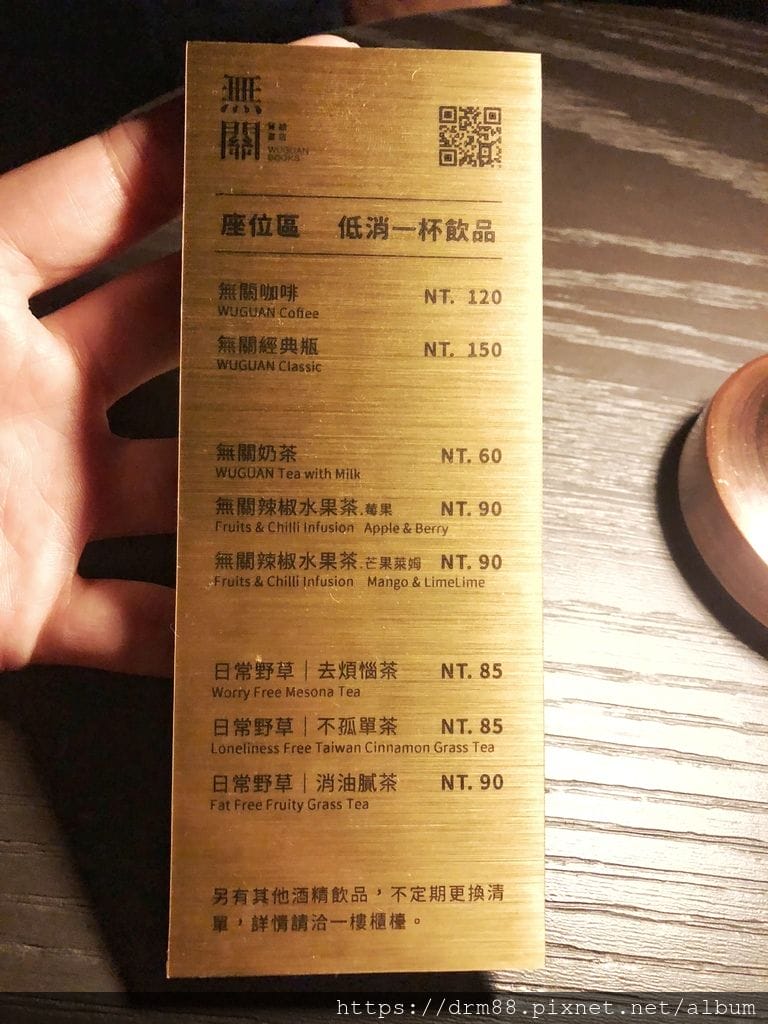 無關
實驗
書店
WUGUAN
BOOKS
座位區 低消一杯飲品
無關咖啡 NT. 120
WUGUAN Coffee
無關經典瓶 NT. 150
WUGUAN Classic
無關奶茶 NT. 60
WUGUAN Tea with Milk
無關辣椒水果茶.莓果 NT. 90
Fruits & Chilli Infusion Apple & Berry
無關辣椒水果茶.芒果萊姆 NT. 90
Fruits & Chilli Infusion Mango & LimeLime
日常野草｜去煩惱茶 NT. 85
Worry Free Mesona Tea
日常野草｜不孤單茶 NT. 85
Loneliness Free Taiwan Cinnamon Grass Tea
日常野草｜消油膩茶 NT. 90
Fat Free Fruity Grass Tea
另有其他酒精飲品，不定期更換清
單，詳情請洽一樓櫃檯。
https://drm88.pixnet.net/album